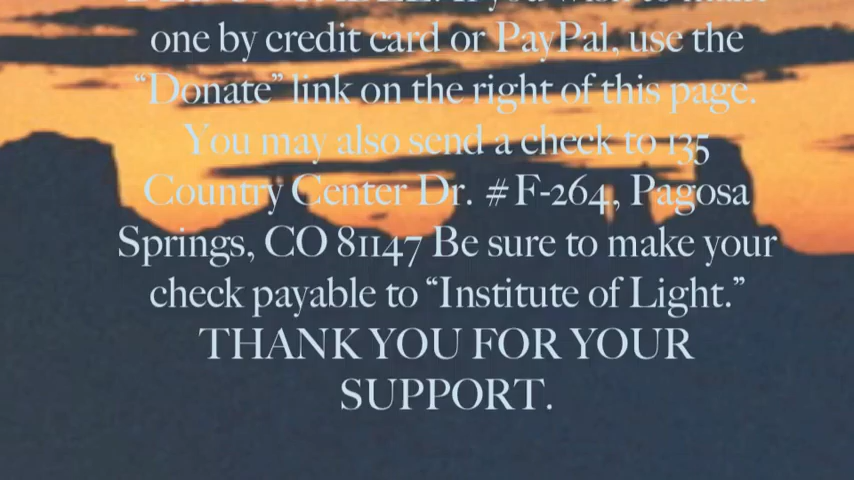 one by credit card or PayPal, use the
“Donate” link on the right of this page.
You may also send a check to 135
Country Center Dr. #F-264, Pagosa
Springs, CO 81147 Be sure to make your
check payable to “Institute of Light.”
THANK YOU FOR YOUR
SUPPORT.